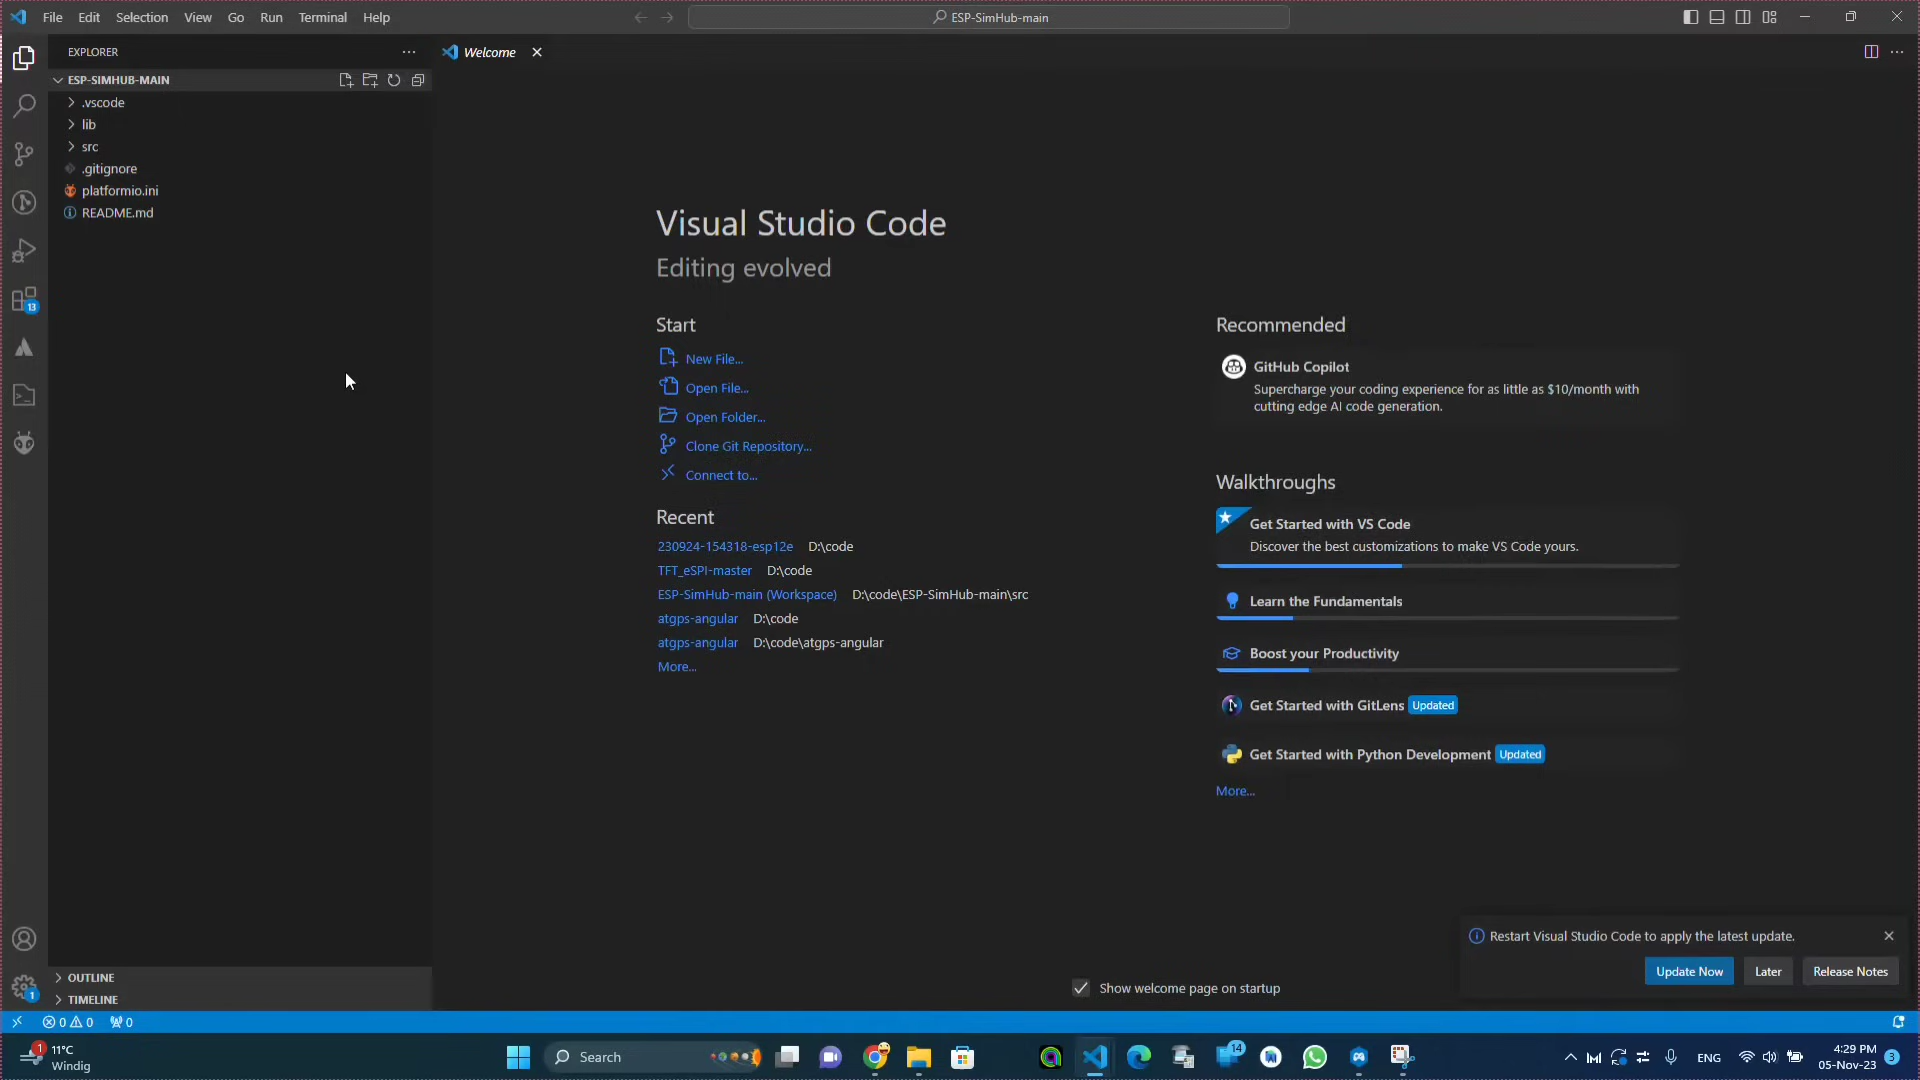 File Edit Selection View Go Run Terminal Help
ESP-SimHub-main
EXPLORER
Welcome
ESP-SIMHUB-MAIN
.vscode
lib
src
.gitignore
platformio.ini
README.md
13
Visual Studio Code
Editing evolved
Start
New File...
Open File...
Open Folder...
Clone Git Repository...
Connect to...
Recent
230924-154318-esp12e D:\code
TFT_eSPI-master D:\code
ESP-SimHub-main (Workspace) D:\code\ESP-SimHub-main\src
atgps-angular D:\code
atgps-angular D:\code\atgps-angular
More...
Recommended
GitHub Copilot
Supercharge your coding experience for as little as $10/month with
cutting edge AI code generation.
Walkthroughs
Get Started with VS Code
Discover the best customizations to make VS Code yours.
Learn the Fundamentals
Boost your Productivity
Get Started with GitLens Updated
Get Started with Python Development Updated
More...
Restart Visual Studio Code to apply the latest update.
Update Now Later Release Notes
Show welcome page on startup
OUTLINE
TIMELINE
1
0 0 0
1 11°C
Windig
Search
14
ENG
4:29 PM
05-Nov-23
3